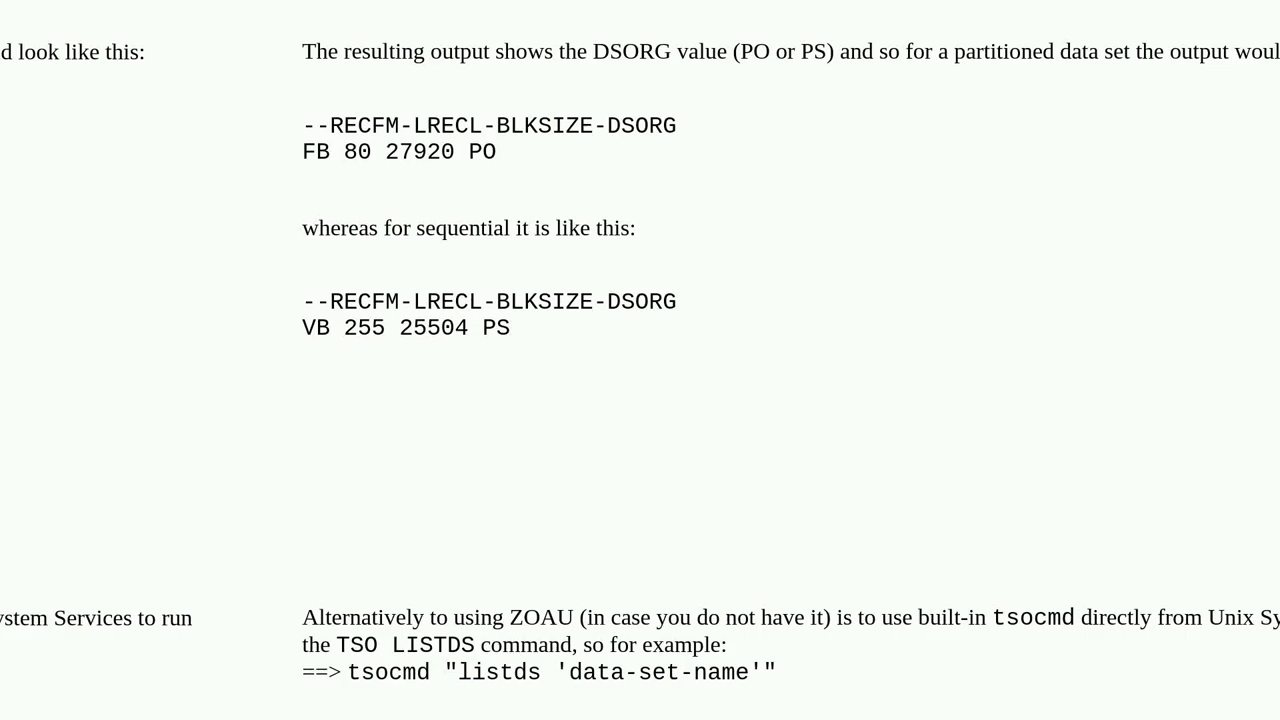 d look like this:
The resulting output shows the DSORG value (PO or PS) and so for a partitioned data set the output woul
--RECFM-LRECL-BLKSIZE-DSORG
FB 80 27920 PO
whereas for sequential it is like this:
--RECFM-LRECL-BLKSIZE-DSORG
VB 255 25504 PS
ystem Services to run
Alternatively to using ZOAU (in case you do not have it) is to use built-in tsocmd directly from Unix Sy
the TSO LISTDS command, so for example:
==> tsocmd "listds 'data-set-name'"